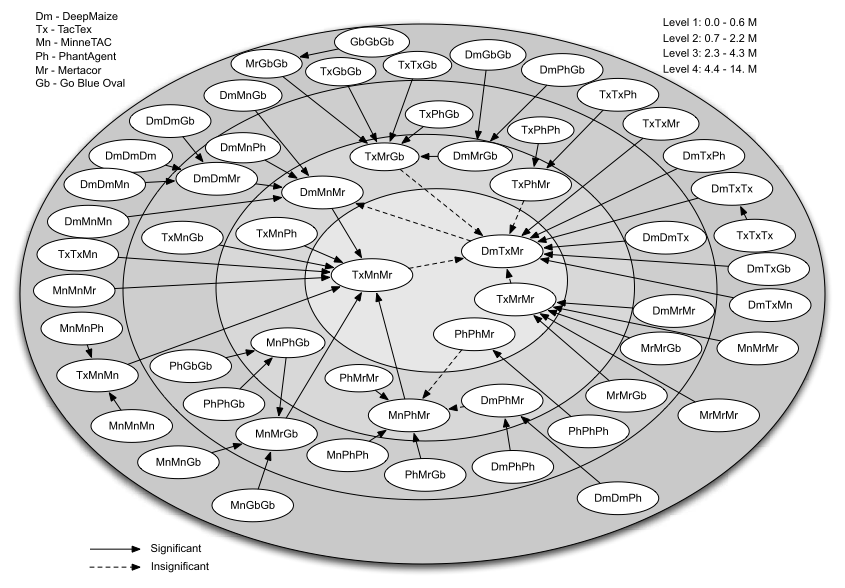 Dm - DeepMaize
Tx - TacTex
Mn - MinneTAC
Ph - PhantAgent
Mr - Mertacor
Gb - Go Blue Oval
Level 1: 0.0 - 0.6 M
Level 2: 0.7 - 2.2 M
Level 3: 2.3 - 4.3 M
Level 4: 4.4 - 14. M
GbGbGb
MrGbGb
TxGbGb
TxTxGb
DmGbGb
DmPhGb
DmMnGb
TxTxPh
TxPhGb
DmDmGb
TxTxMr
TxPhPh
DmMnPh
DmDmDm
TxMrGb
DmMrGb
DmTxPh
DmDmMn
DmDmMr
DmMnMr
TxPhMr
DmTxTx
DmMnMn
TxMnPh
TxMnGb
DmDmTx
TxTxTx
TxTxMn
DmTxMr
DmTxGb
TxMnMr
MnMnMr
TxMrMr
DmTxMn
DmMrMr
MnMnPh
PhPhMr
MnPhGb
MrMrGb
MnMrMr
PhGbGb
TxMnMn
PhMrMr
MrMrGb
PhPhGb
DmPhMr
MnPhMr
MrMrMr
MnMnMn
MnMrGb
PhPhPh
MnPhPh
MnMnGb
PhMrGb
DmPhPh
DmDmPh
MnGbGb
Significant
Insignificant